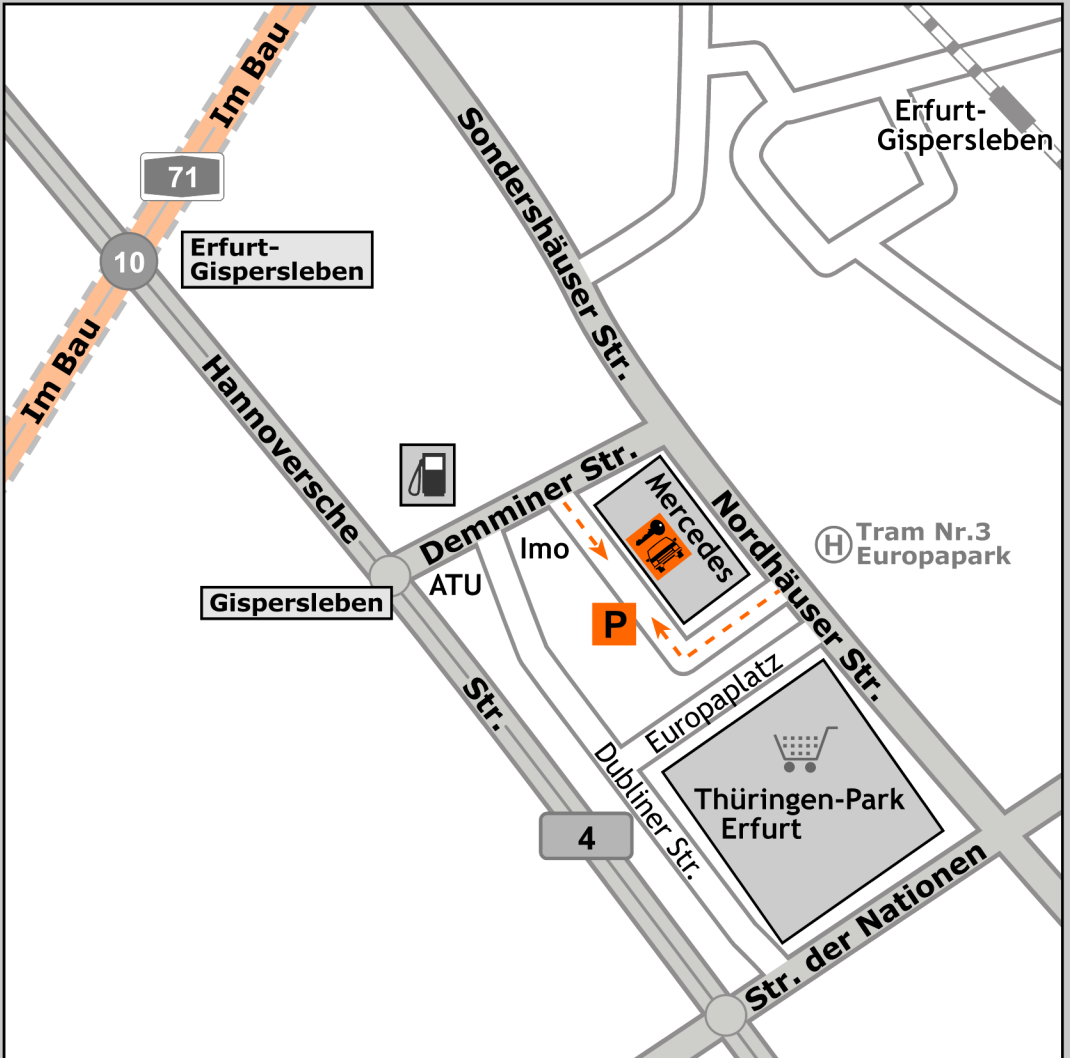 Im Bau
71
10
Erfurt-
Gispersleben
Im Bau
Sondershäuser Str.
Erfurt-
Gispersleben
Hannoversche
Str.
Demminer Str.
Mercedes
Nordhäuser Str.
H Tram Nr.3
Europapark
Imo
ATU
Gispersleben
P
Europaplatz
Dubliner Str.
Thüringen-Park
Erfurt
4
Str. der Nationen